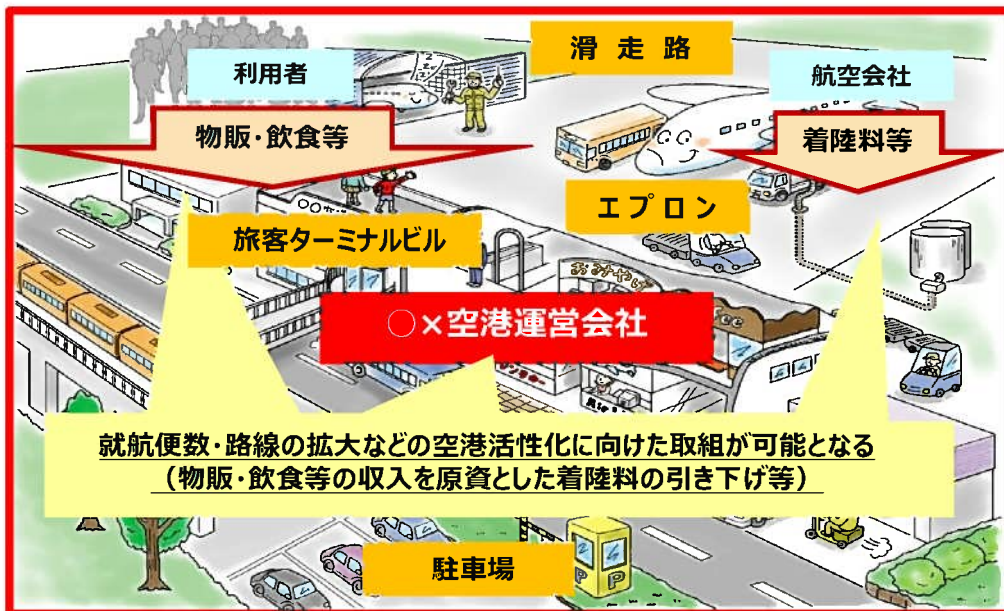 滑走路
利用者
航空会社
物販・飲食等
着陸料等
エプロン
旅客ターミナルビル
おみやげ
○×空港運営会社
就航便数・路線の拡大などの空港活性化に向けた取組が可能となる
(物販・飲食等の収入を原資とした着陸料の引き下げ等)
駐車場
P
P